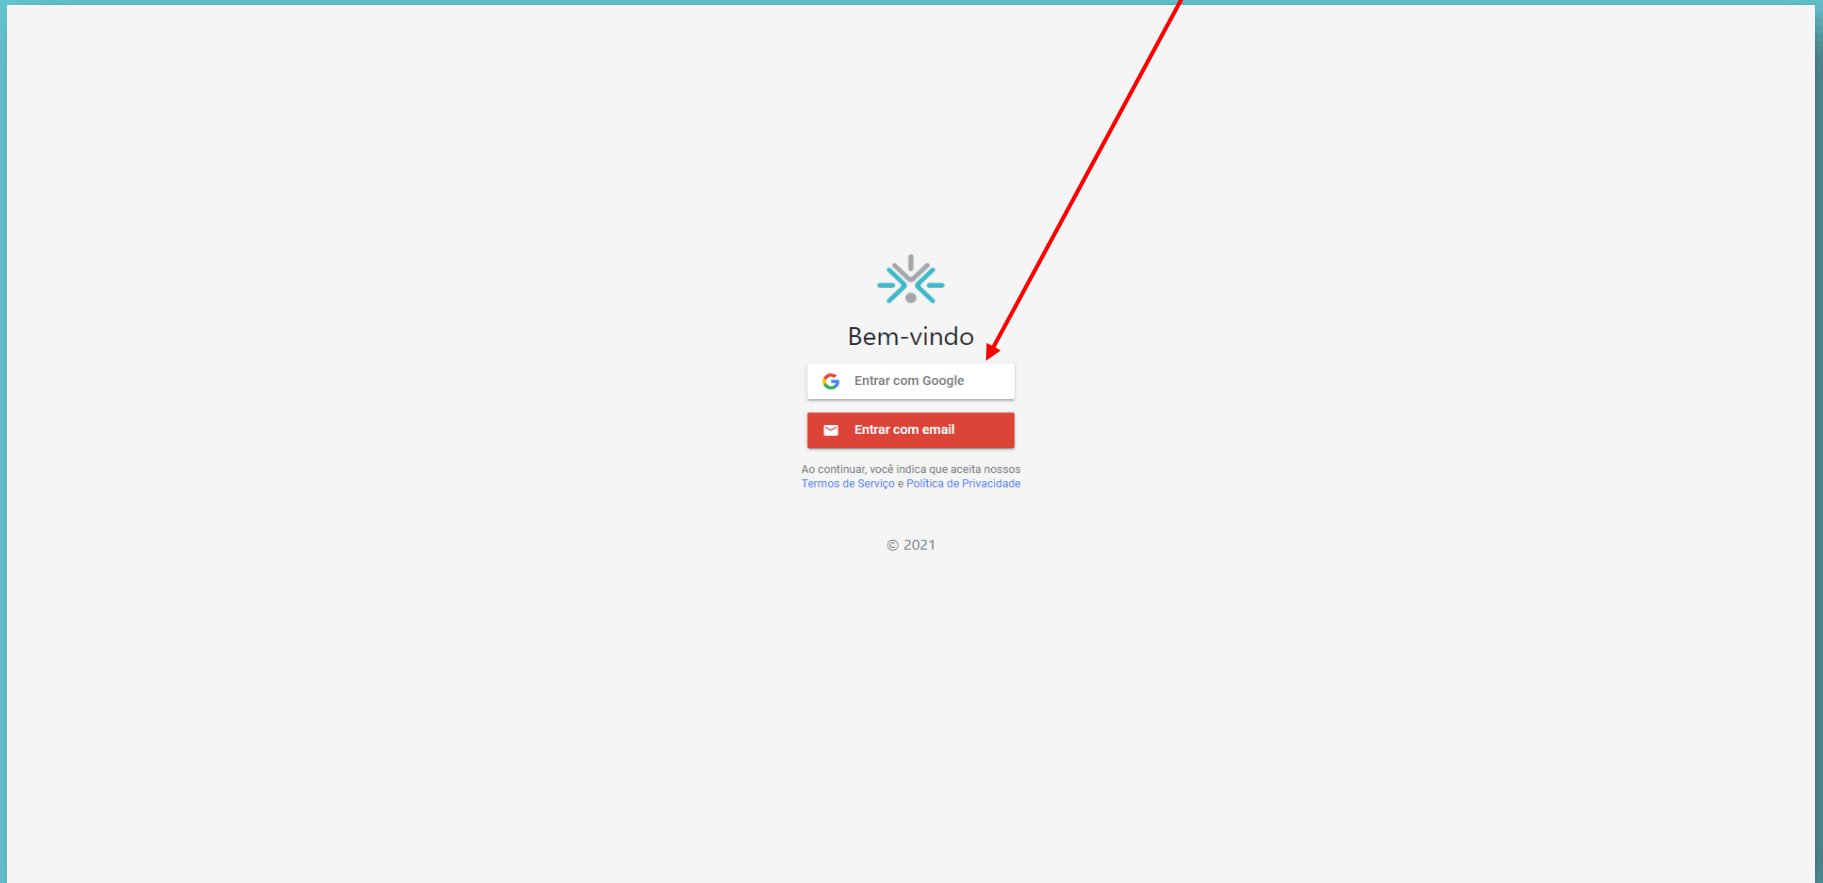 Bem-vindo
Entrar com Google
Entrar com email
Ao continuar, você indica que aceita nossos
Termos de Serviço e Política de Privacidade
© 2021